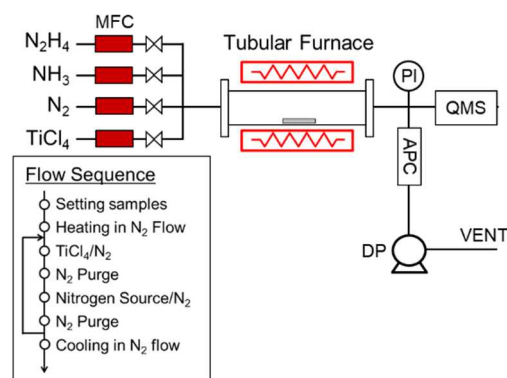 MFC
N2H4
NH3
N2
TiCl4
Tubular Furnace
PI
QMS
APC
DP
VENT
Flow Sequence
Setting samples
Heating in N2 Flow
TiCl4/N2
N2 Purge
Nitrogen Source/N2
N2 Purge
Cooling in N2 flow